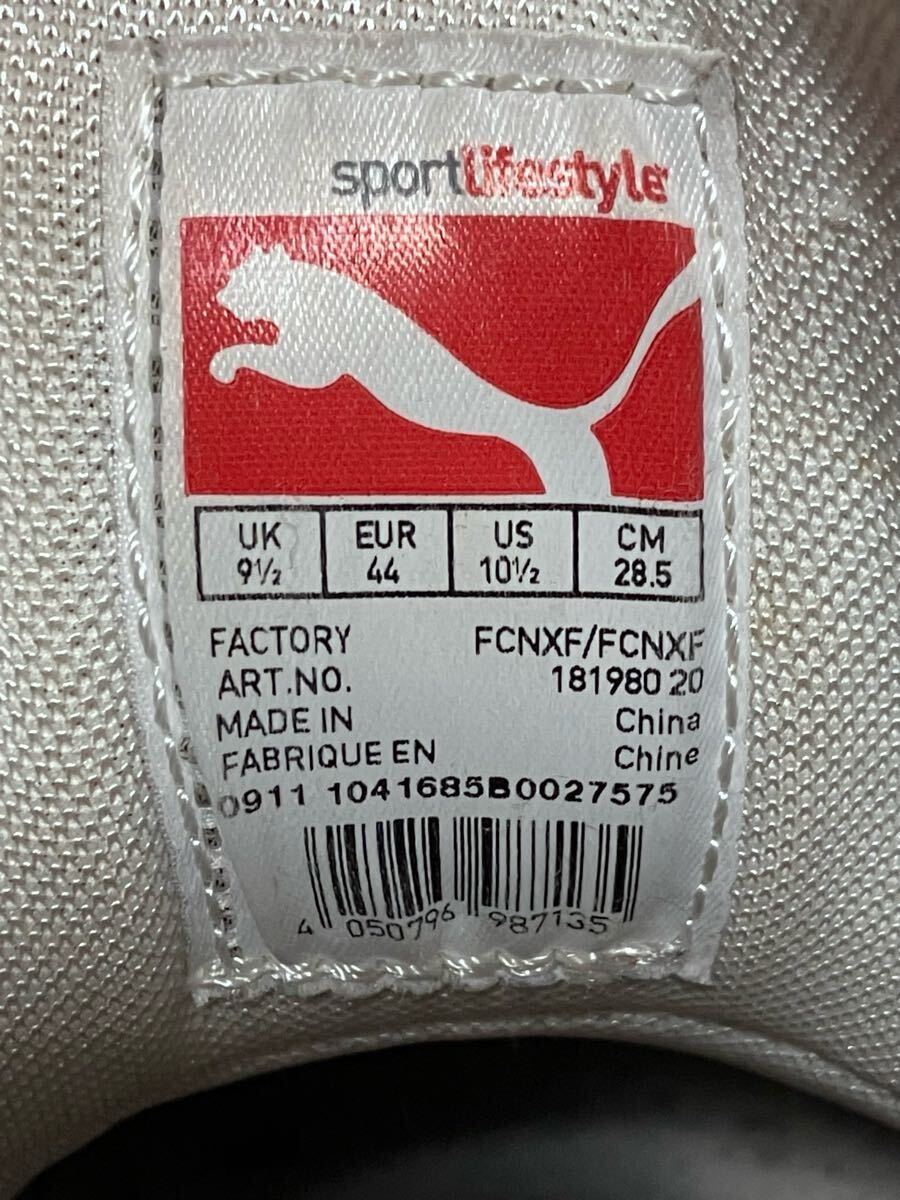 sportlifestyle
UK EUR US CM
9½ 44 10½ 28.5
FACTORY FCNXF/FCNXF
ART.NO. 181980 20
MADE IN China
FABRIQUE EN Chine
0911 1041685B0027575
4 050796 987135